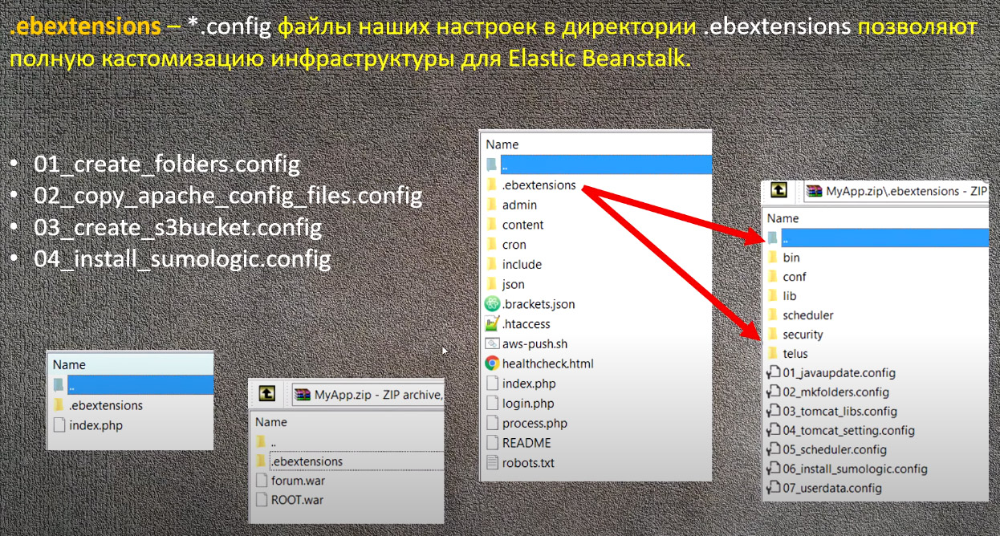 .ebextensions – *.config файлы наших настроек в директории .ebextensions позволяют
полную кастомизацию инфраструктуры для Elastic Beanstalk.
• 01_create_folders.config
• 02_copy_apache_config_files.config
• 03_create_s3bucket.config
• 04_install_sumologic.config
Name
..
.ebextensions
index.php
MyApp.zip - ZIP archive,
Name
..
.ebextensions
forum.war
ROOT.war
Name
..
.ebextensions
admin
content
cron
include
json
.brackets.json
.htaccess
aws-push.sh
healthcheck.html
index.php
login.php
process.php
README
robots.txt
MyApp.zip\.ebextensions - ZIP
Name
..
bin
conf
lib
scheduler
security
telus
01_javaupdate.config
02_mkfolders.config
03_tomcat_libs.config
04_tomcat_setting.config
05_scheduler.config
06_install_sumologic.config
07_userdata.config